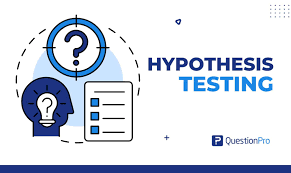 ?
HYPOTHESIS
TESTING
P QuestionPro